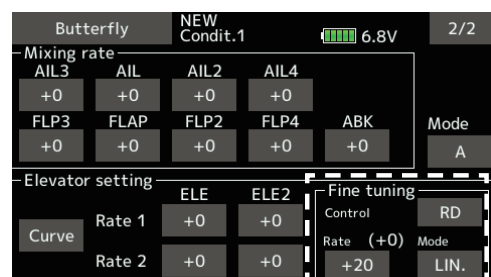 Butterfly NEW 6.8V 2/2
Condit.1
Mixing rate
AIL3 AIL AIL2 AIL4
+0 +0 +0 +0
FLP3 FLAP FLP2 FLP4 ABK Mode
+0 +0 +0 +0 +0 A
Elevator setting
ELE ELE2
Curve
Rate 1 +0 +0
Rate 2 +0 +0
Fine tuning
Control RD
Rate (+0) Mode
+20 LIN.